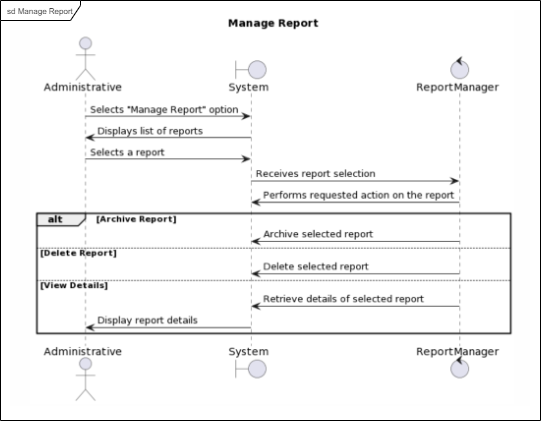 sd Manage Report
Manage Report
Administrative System ReportManager
Selects "Manage Report" option
Displays list of reports
Selects a report
Receives report selection
Performs requested action on the report
alt [Archive Report]
Archive selected report
[Delete Report]
Delete selected report
[View Details]
Retrieve details of selected report
Display report details
Administrative System ReportManager